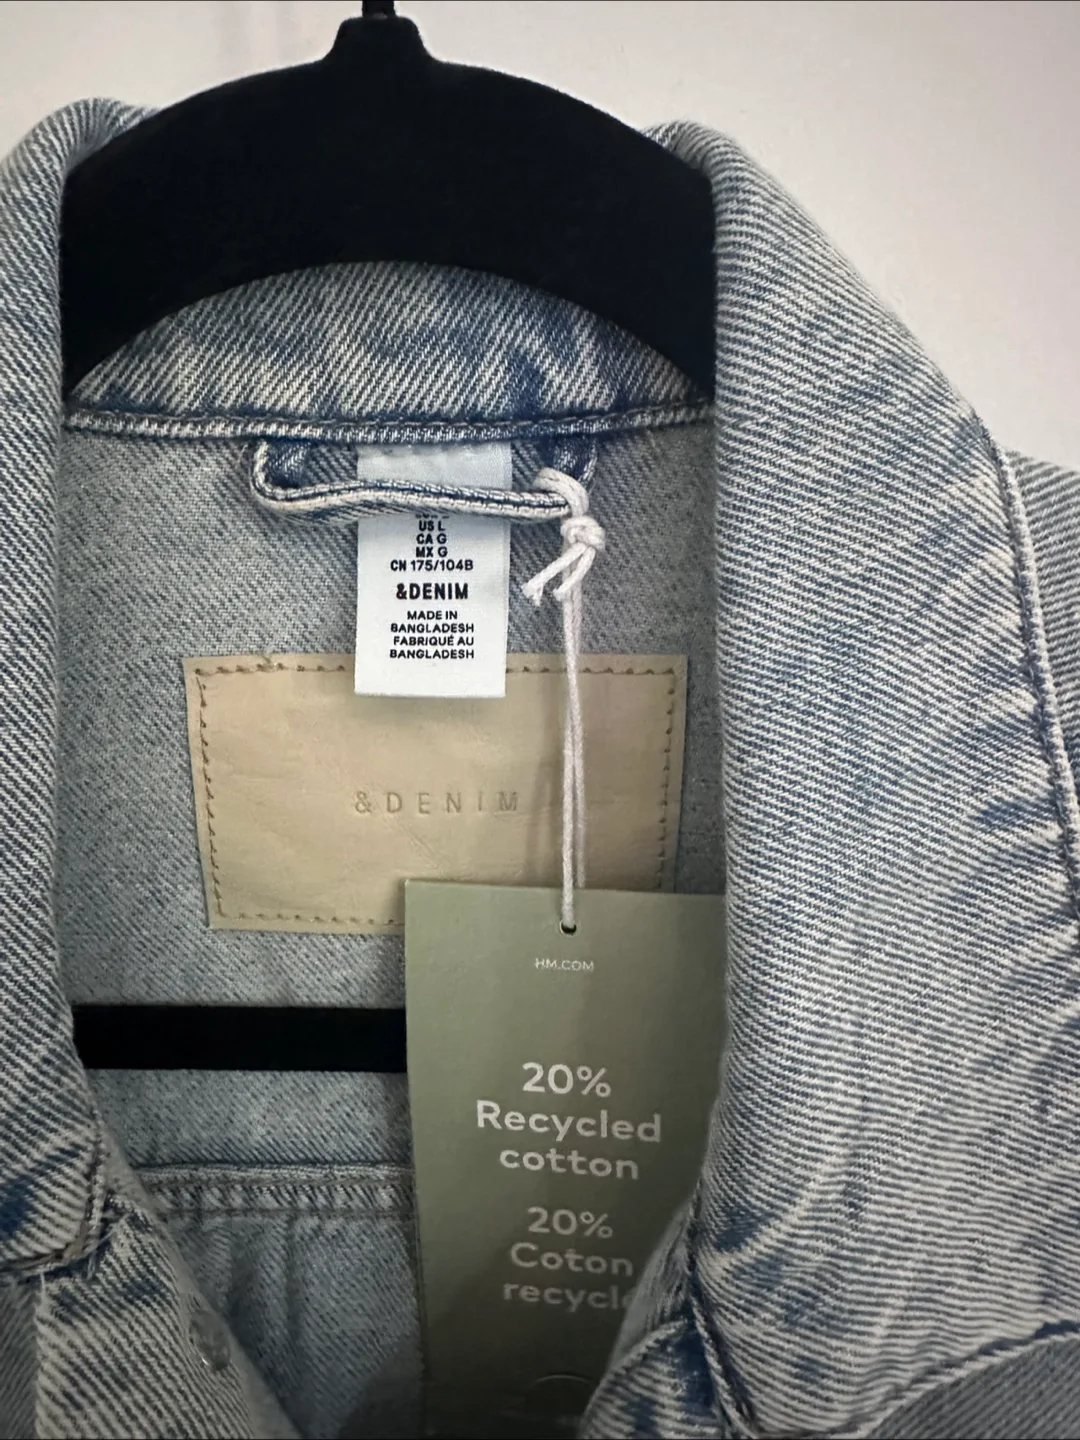 US L
CA G
MX G
CN 175/104B
&DENIM
MADE IN
BANGLADESH
FABRIQUÉ AU
BANGLADESH
&DENIM
HM.COM
20%
Recycled
cotton
20%
Coton